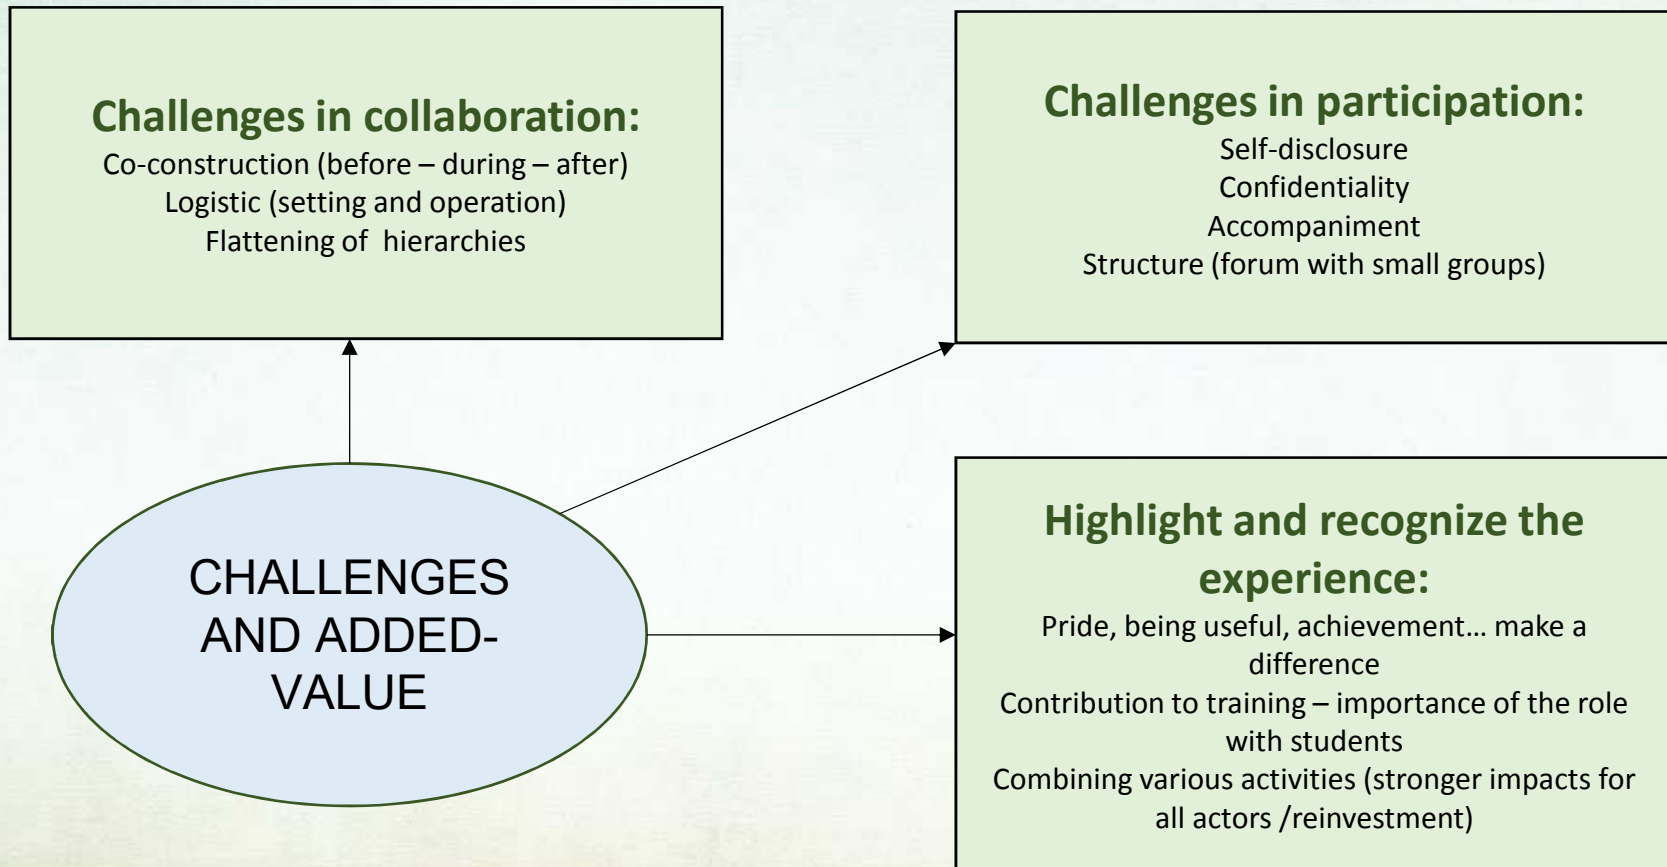 Challenges in collaboration:
Co-construction (before – during – after)
Logistic (setting and operation)
Flattening of  hierarchies
Challenges in participation:
Self-disclosure
Confidentiality
Accompaniment
Structure (forum with small groups)
CHALLENGES
AND ADDED-
VALUE
Highlight and recognize the
experience:
Pride, being useful, achievement… make a
difference
Contribution to training – importance of the role
with students
Combining various activities (stronger impacts for
all actors /reinvestment)